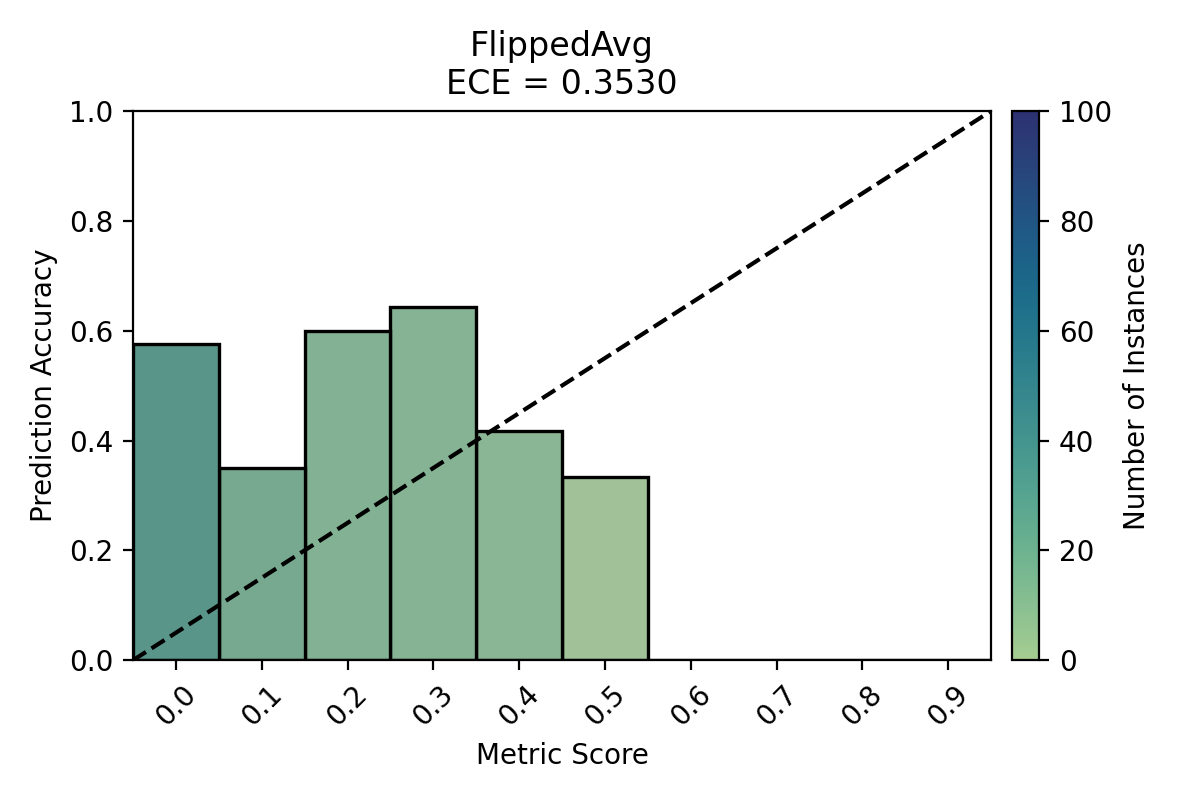 FlippedAvg
ECE = 0.3530
1.0
0.8
0.6
0.4
0.2
0.0
Prediction Accuracy
0.0 0.1 0.2 0.3 0.4 0.5 0.6 0.7 0.8 0.9
Metric Score
100
80
60
40
20
0
Number of Instances